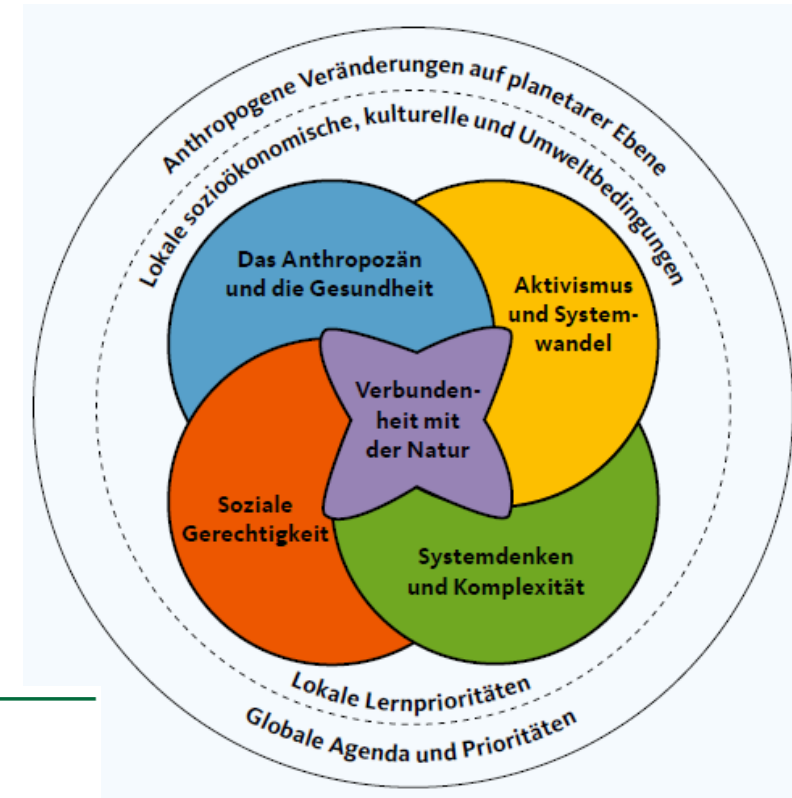 Anthropogene Veränderungen auf planetarer Ebene
Lokale sozioökonomische, kulturelle und Umweltbedingungen
Das Anthropozän
und die Gesundheit
Aktivismus
und System-
wandel
Verbunden-
heit mit
der Natur
Soziale
Gerechtigkeit
Systemdenken
und Komplexität
Lokale Lernprioritäten
Globale Agenda und Prioritäten